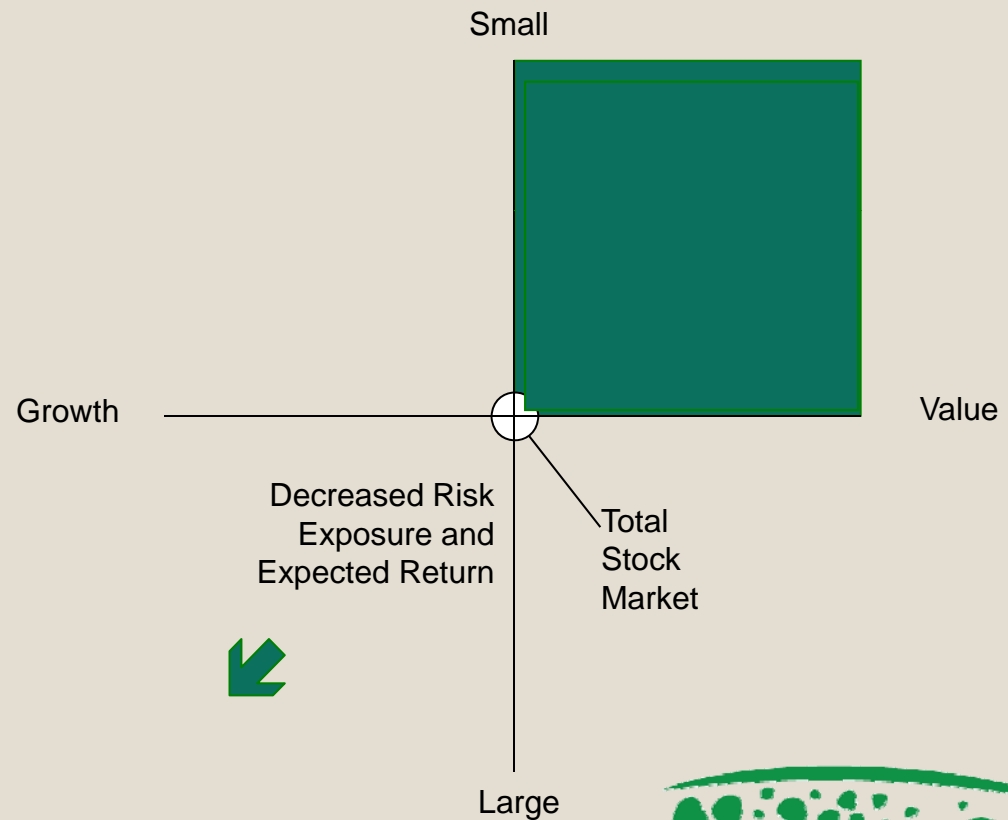 Small
Growth
Value
Decreased Risk
Exposure and
Expected Return
Total
Stock
Market
Large